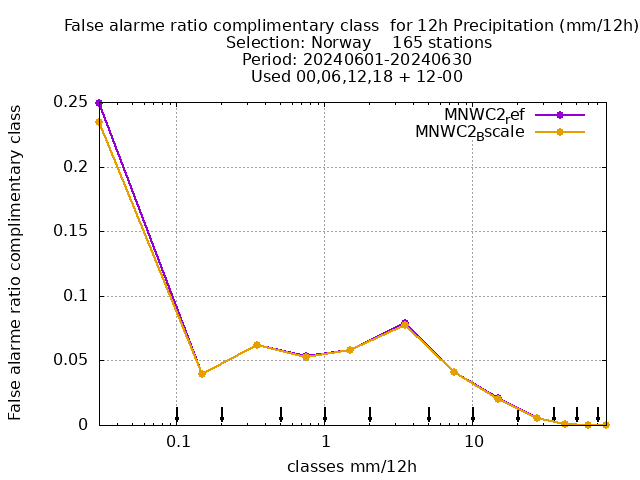 False alarme ratio complimentary class  for 12h Precipitation (mm/12h)
Selection: Norway    165 stations
Period: 20240601-20240630
Used 00,06,12,18 + 12-00
MNWC2ref
MNWC2Bscale
False alarme ratio complimentary class
0.25
0.2
0.15
0.1
0.05
0
0.1
1
10
classes mm/12h